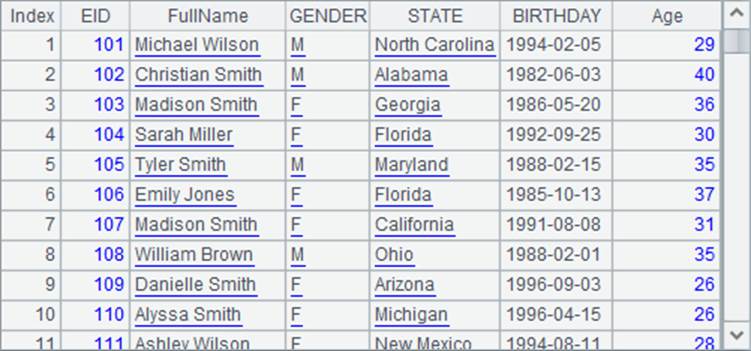 Index EID FullName GENDER STATE BIRTHDAY Age
1 101 Michael Wilson M North Carolina 1994-02-05 29
2 102 Christian Smith M Alabama 1982-06-03 40
3 103 Madison Smith F Georgia 1986-05-20 36
4 104 Sarah Miller F Florida 1992-09-25 30
5 105 Tyler Smith M Maryland 1988-02-15 35
6 106 Emily Jones F Florida 1985-10-13 37
7 107 Madison Smith F California 1991-08-08 31
8 108 William Brown M Ohio 1988-02-01 35
9 109 Danielle Smith F Arizona 1996-09-03 26
10 110 Alyssa Smith F Michigan 1996-04-15 26
11 111 Ashley Wilson F New Mexico 1994-08-11 28